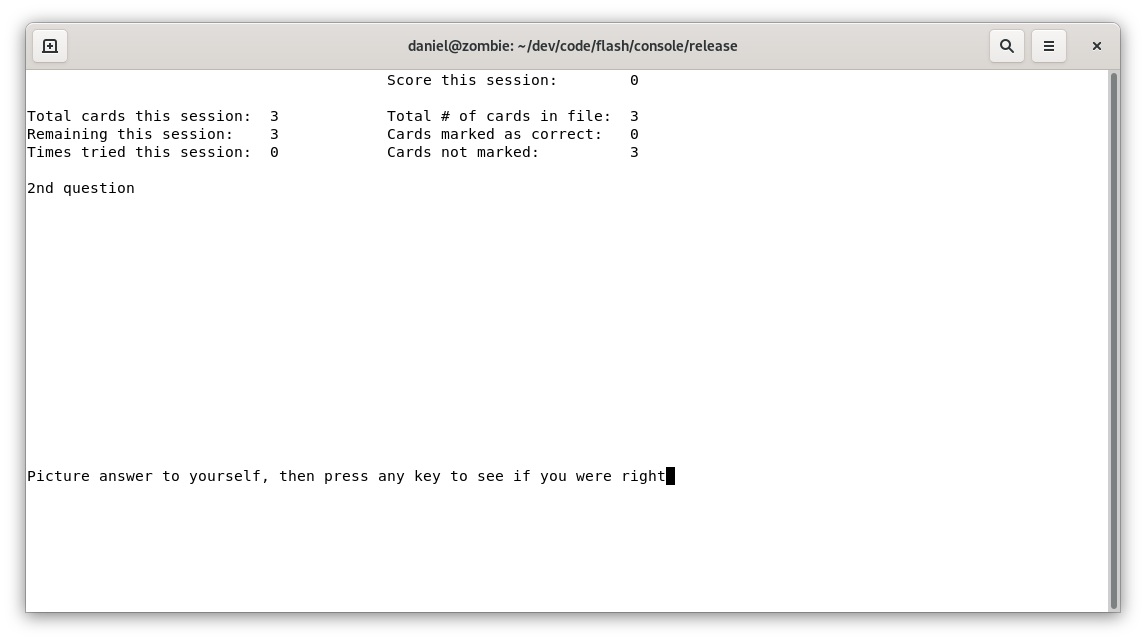 daniel@zombie: ~/dev/code/flash/console/release
Score this session: 0
Total cards this session: 3 Total # of cards in file: 3
Remaining this session: 3 Cards marked as correct: 0
Times tried this session: 0 Cards not marked: 3
2nd question
Picture answer to yourself, then press any key to see if you were right